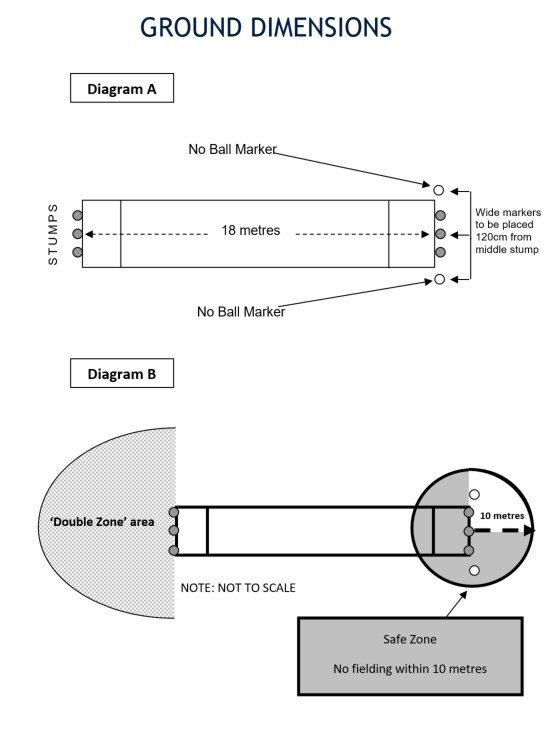 GROUND DIMENSIONS
Diagram A
No Ball Marker
STUMPS
18 metres
Wide markers
to be placed
120cm from
middle stump
No Ball Marker
Diagram B
'Double Zone' area
10 metres
NOTE: NOT TO SCALE
Safe Zone
No fielding within 10 metres